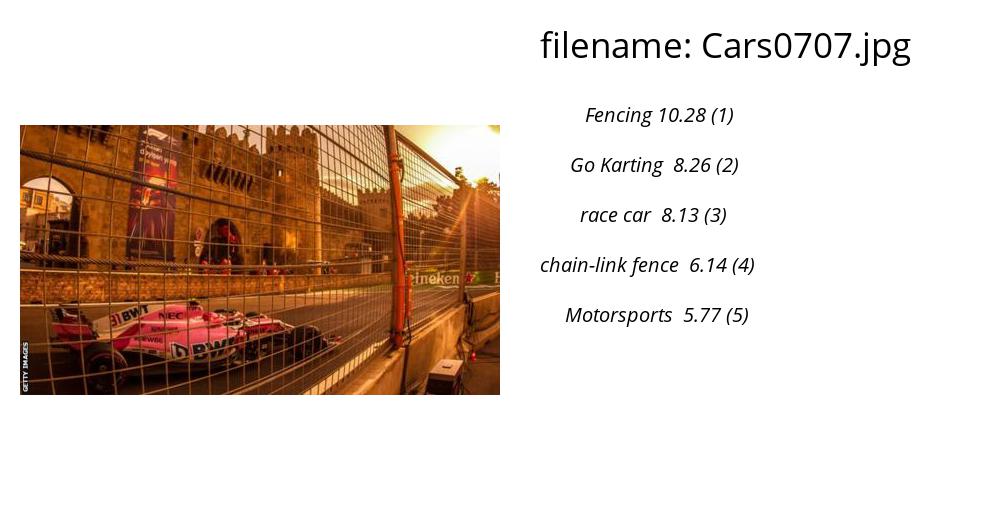 filename: Cars0707.jpg
Fencing 10.28 (1)
Go Karting 8.26 (2)
race car 8.13 (3)
chain-link fence 6.14 (4)
Motorsports 5.77 (5)
Heineken
BWT
NEC
BWT
GETTY IMAGES